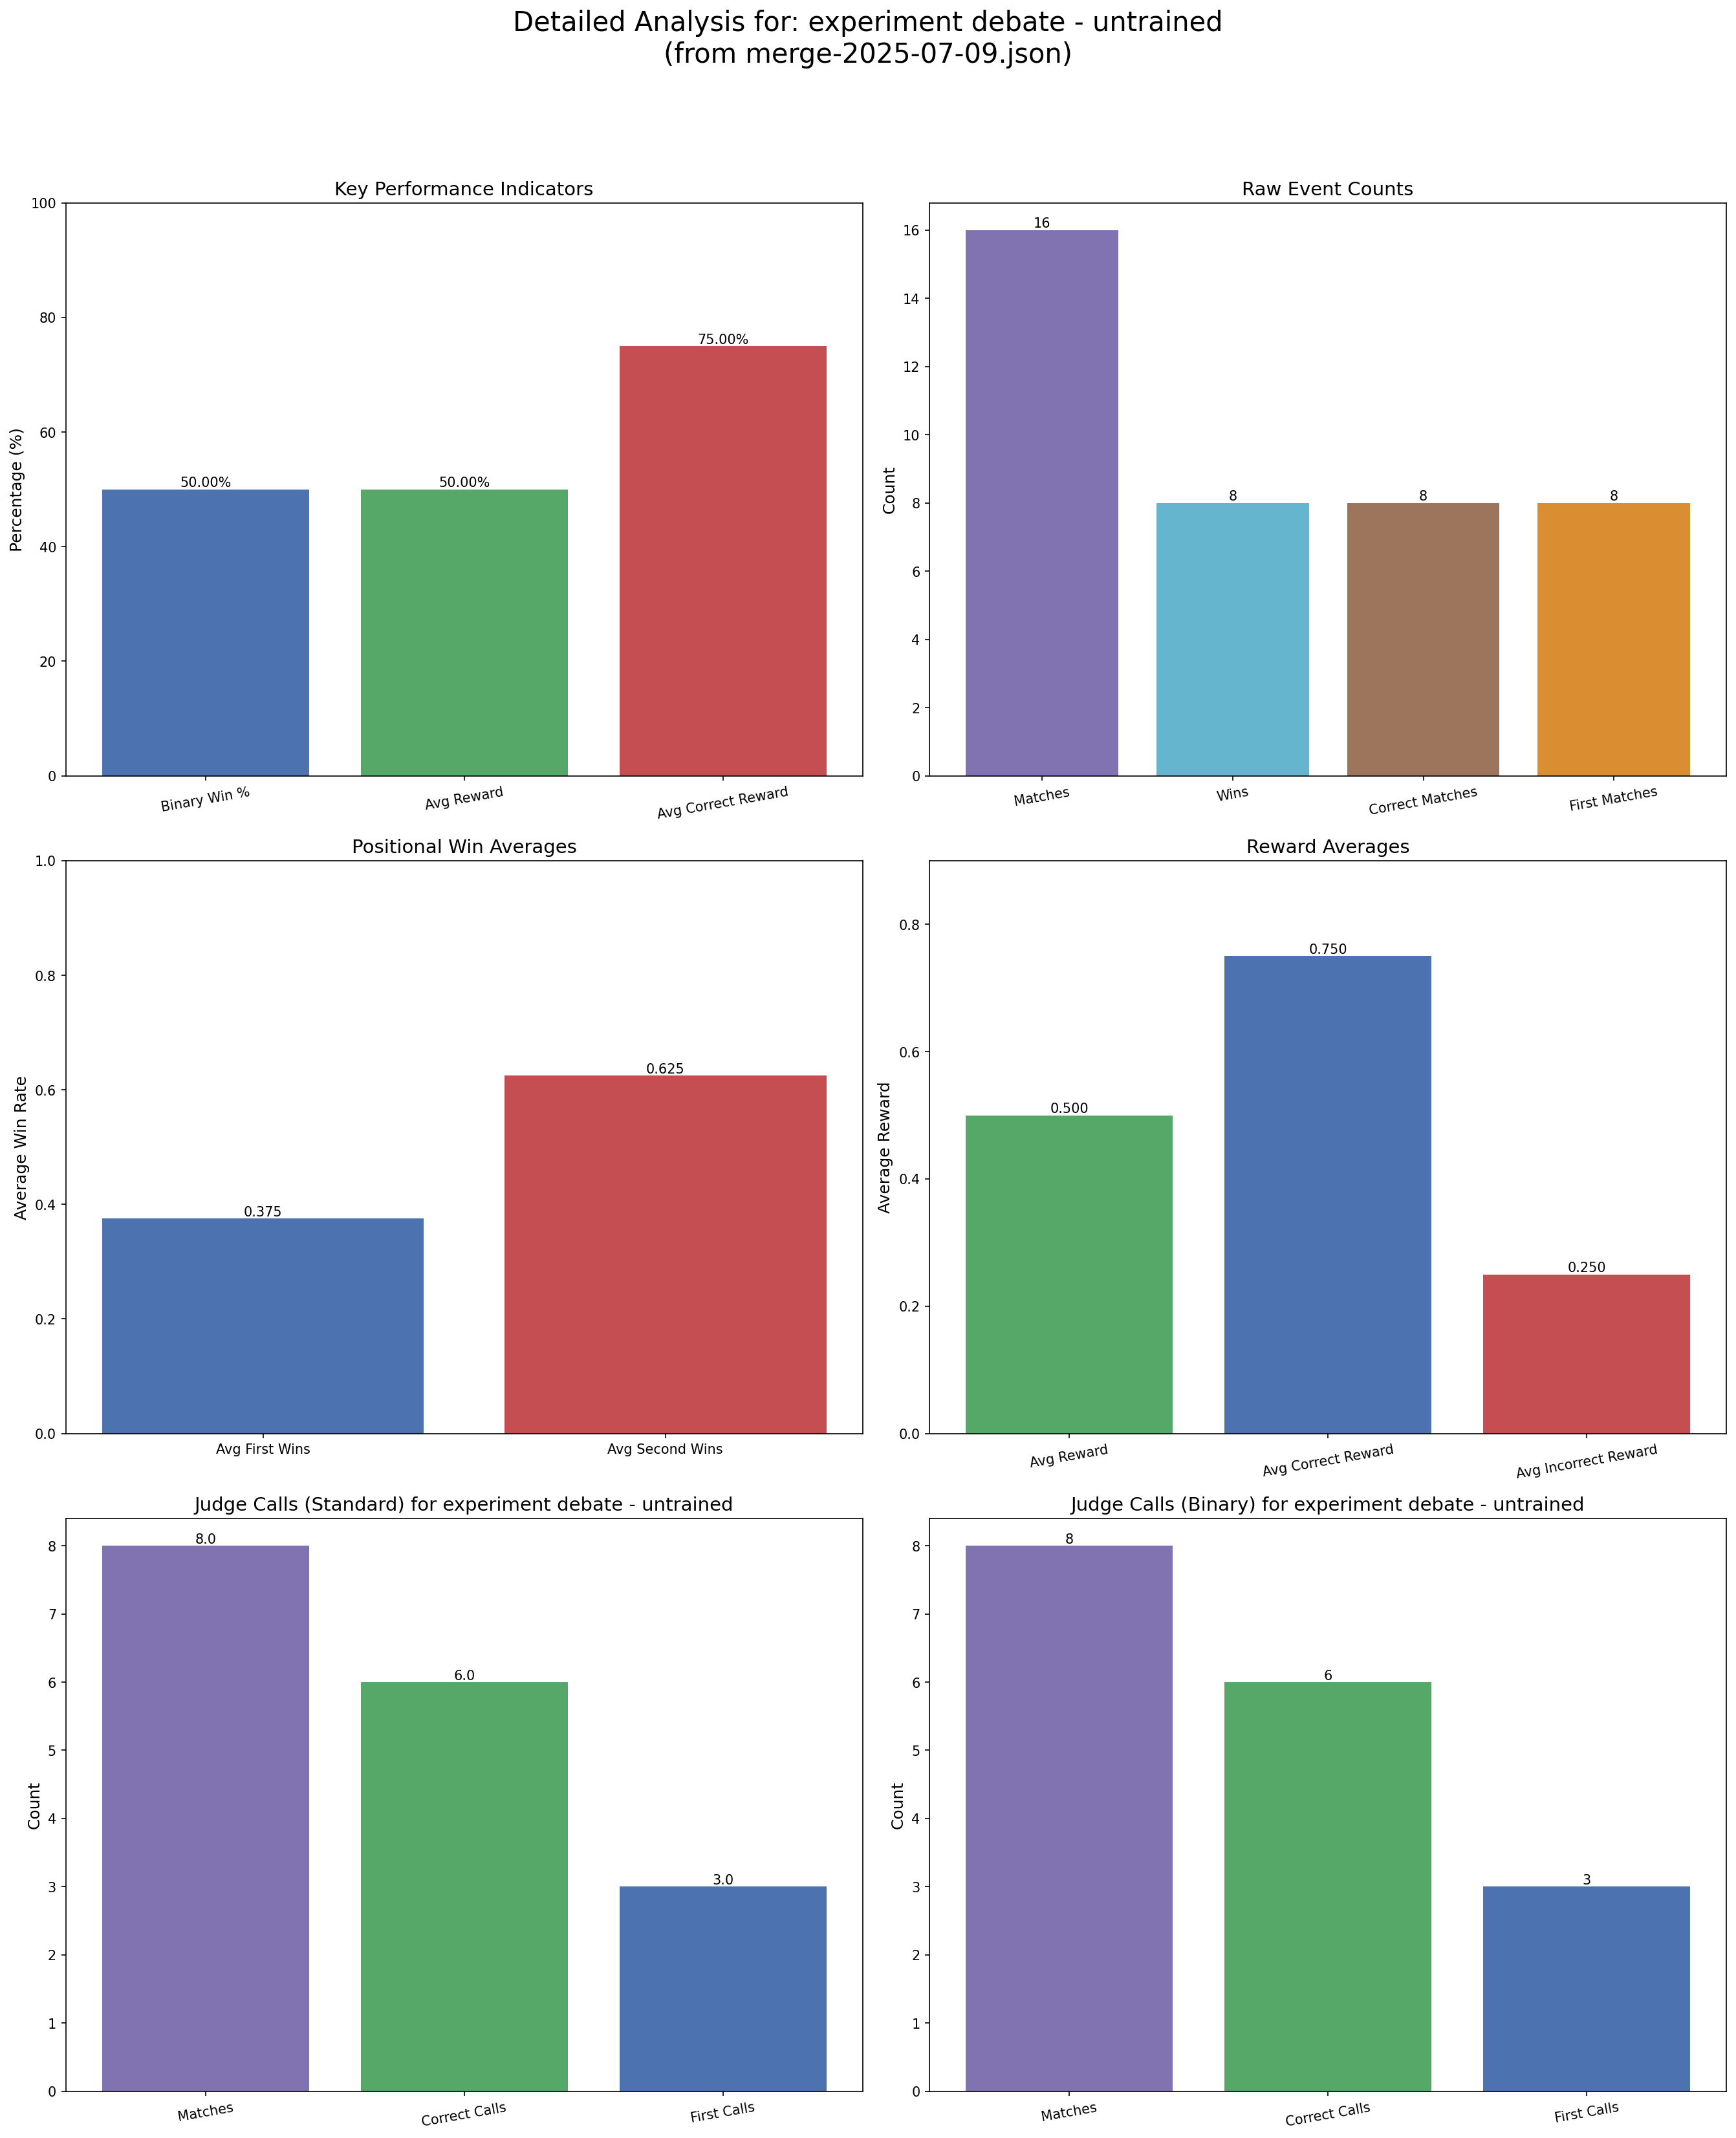 Detailed Analysis for: experiment debate - untrained
(from merge-2025-07-09.json)
Key Performance Indicators
Percentage (%)
100
80
60
40
20
0
50.00%
50.00%
75.00%
Binary Win %
Avg Reward
Avg Correct Reward
Raw Event Counts
Count
16
14
12
10
8
6
4
2
0
16
8
8
8
Matches
Wins
Correct Matches
First Matches
Positional Win Averages
Average Win Rate
1.0
0.8
0.6
0.4
0.2
0.0
0.375
0.625
Avg First Wins
Avg Second Wins
Reward Averages
Average Reward
0.8
0.6
0.4
0.2
0.0
0.500
0.750
0.250
Avg Reward
Avg Correct Reward
Avg Incorrect Reward
Judge Calls (Standard) for experiment debate - untrained
Count
8
7
6
5
4
3
2
1
0
8.0
6.0
3.0
Matches
Correct Calls
First Calls
Judge Calls (Binary) for experiment debate - untrained
Count
8
7
6
5
4
3
2
1
0
8
6
3
Matches
Correct Calls
First Calls